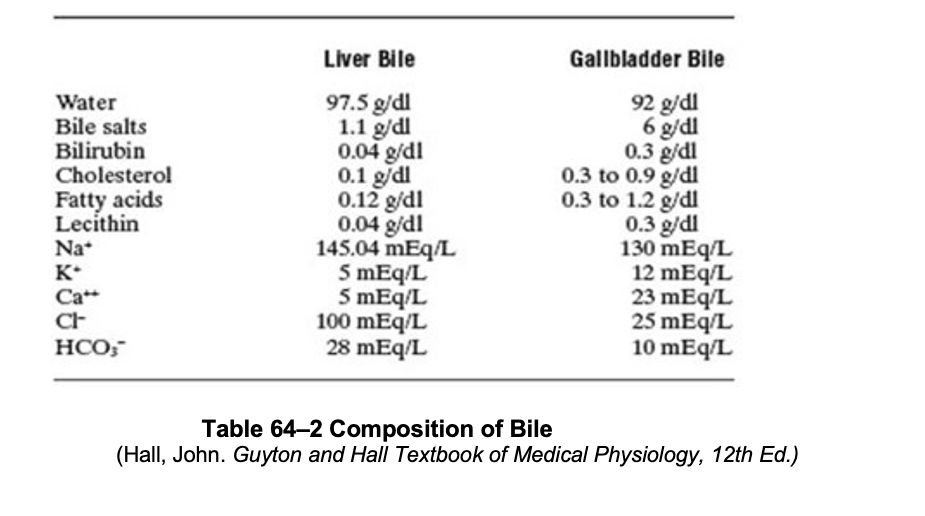 Liver Bile Gallbladder Bile
Water 97.5 g/dl 92 g/dl
Bile salts 1.1 g/dl 6 g/dl
Bilirubin 0.04 g/dl 0.3 g/dl
Cholesterol 0.1 g/dl 0.3 to 0.9 g/dl
Fatty acids 0.12 g/dl 0.3 to 1.2 g/dl
Lecithin 0.04 g/dl 0.3 g/dl
Na⁺ 145.04 mEq/L 130 mEq/L
K⁺ 5 mEq/L 12 mEq/L
Ca⁺⁺ 5 mEq/L 23 mEq/L
Cl⁻ 100 mEq/L 25 mEq/L
HCO₃⁻ 28 mEq/L 10 mEq/L
Table 64–2 Composition of Bile
(Hall, John. Guyton and Hall Textbook of Medical Physiology, 12th Ed.)